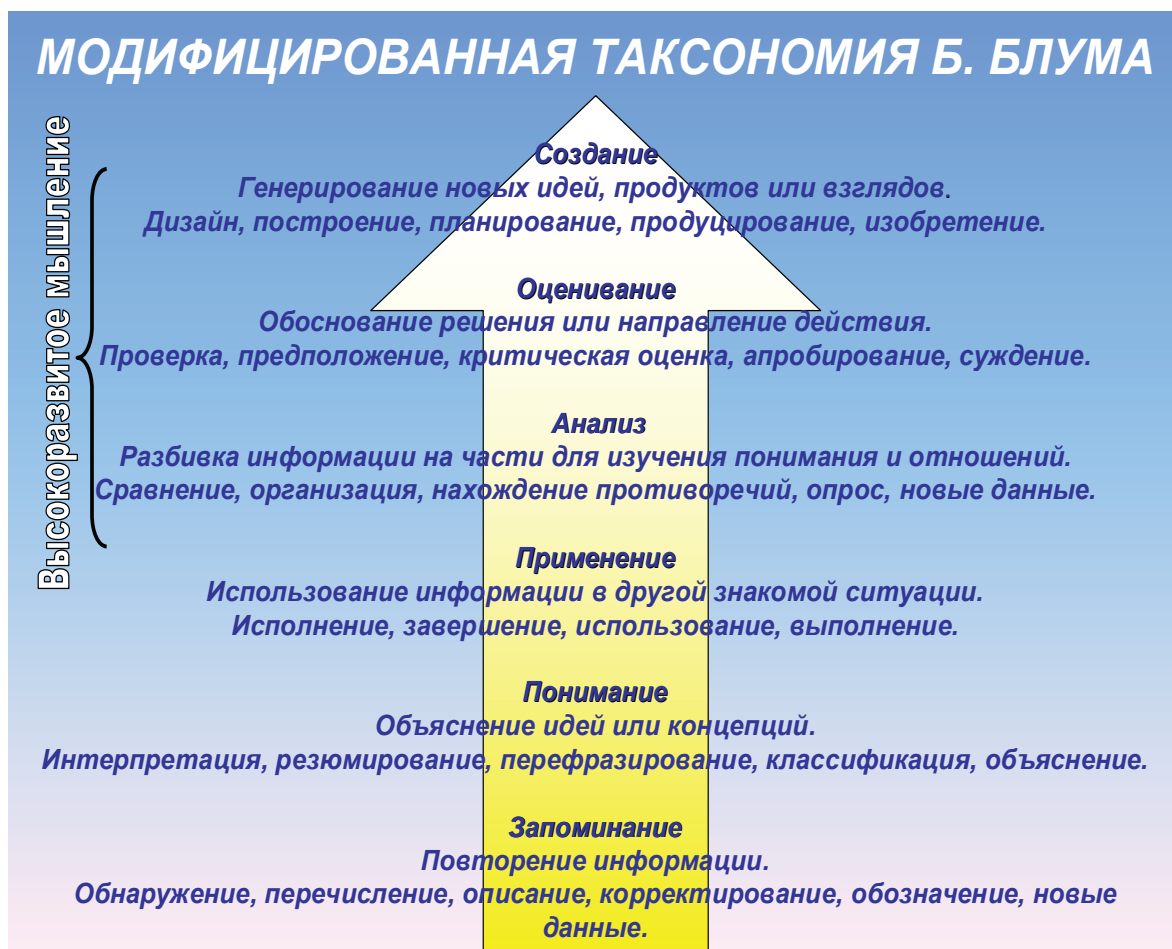 МОДИФИЦИРОВАННАЯ ТАКСОНОМИЯ Б. БЛУМА
Высокоразвитое мышление
Создание
Генерирование новых идей, продуктов или взглядов.
Дизайн, построение, планирование, продуцирование, изобретение.
Оценивание
Обоснование решения или направление действия.
Проверка, предположение, критическая оценка, апробирование, суждение.
Анализ
Разбивка информации на части для изучения понимания и отношений.
Сравнение, организация, нахождение противоречий, опрос, новые данные.
Применение
Использование информации в другой знакомой ситуации.
Исполнение, завершение, использование, выполнение.
Понимание
Объяснение идей или концепций.
Интерпретация, резюмирование, перефразирование, классификация, объяснение.
Запоминание
Повторение информации.
Обнаружение, перечисление, описание, корректирование, обозначение, новые
данные.